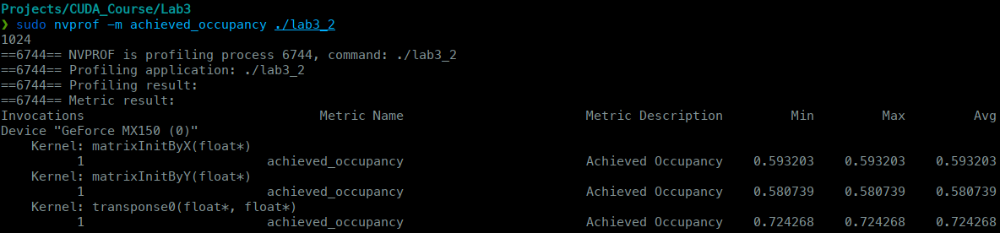 Projects/CUDA_Course/Lab3
❯ sudo nvprof -m achieved_occupancy ./lab3_2
1024
==6744== NVPROF is profiling process 6744, command: ./lab3_2
==6744== Profiling application: ./lab3_2
==6744== Profiling result:
==6744== Metric result:
Invocations Metric Name Metric Description Min Max Avg
Device "GeForce MX150 (0)"
Kernel: matrixInitByX(float*)
1 achieved_occupancy Achieved Occupancy 0.593203 0.593203 0.593203
Kernel: matrixInitByY(float*)
1 achieved_occupancy Achieved Occupancy 0.580739 0.580739 0.580739
Kernel: transponse0(float*, float*)
1 achieved_occupancy Achieved Occupancy 0.724268 0.724268 0.724268